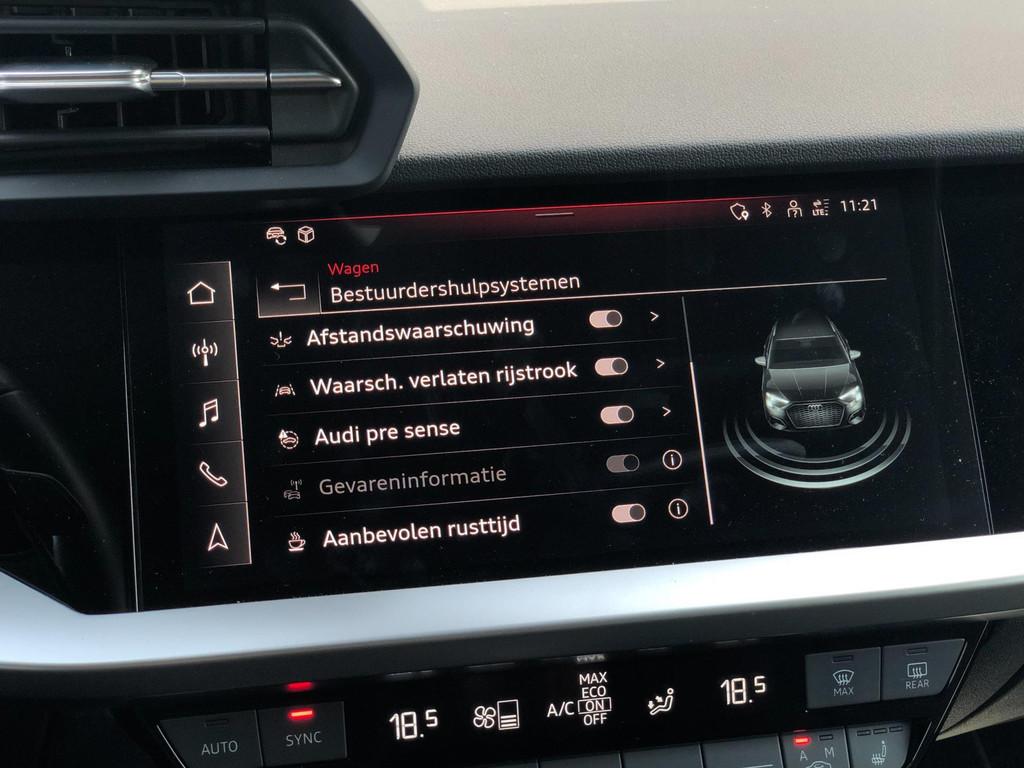 LTE 11:21
Wagen
Bestuurdershulpsystemen
Afstandswaarschuwing
Waarsch. verlaten rijstrook
Audi pre sense
Gevareninformatie
Aanbevolen rusttijd
MAX
ECO
A/C ON
OFF
18.5
18.5
MAX
REAR
AUTO
SYNC
A M